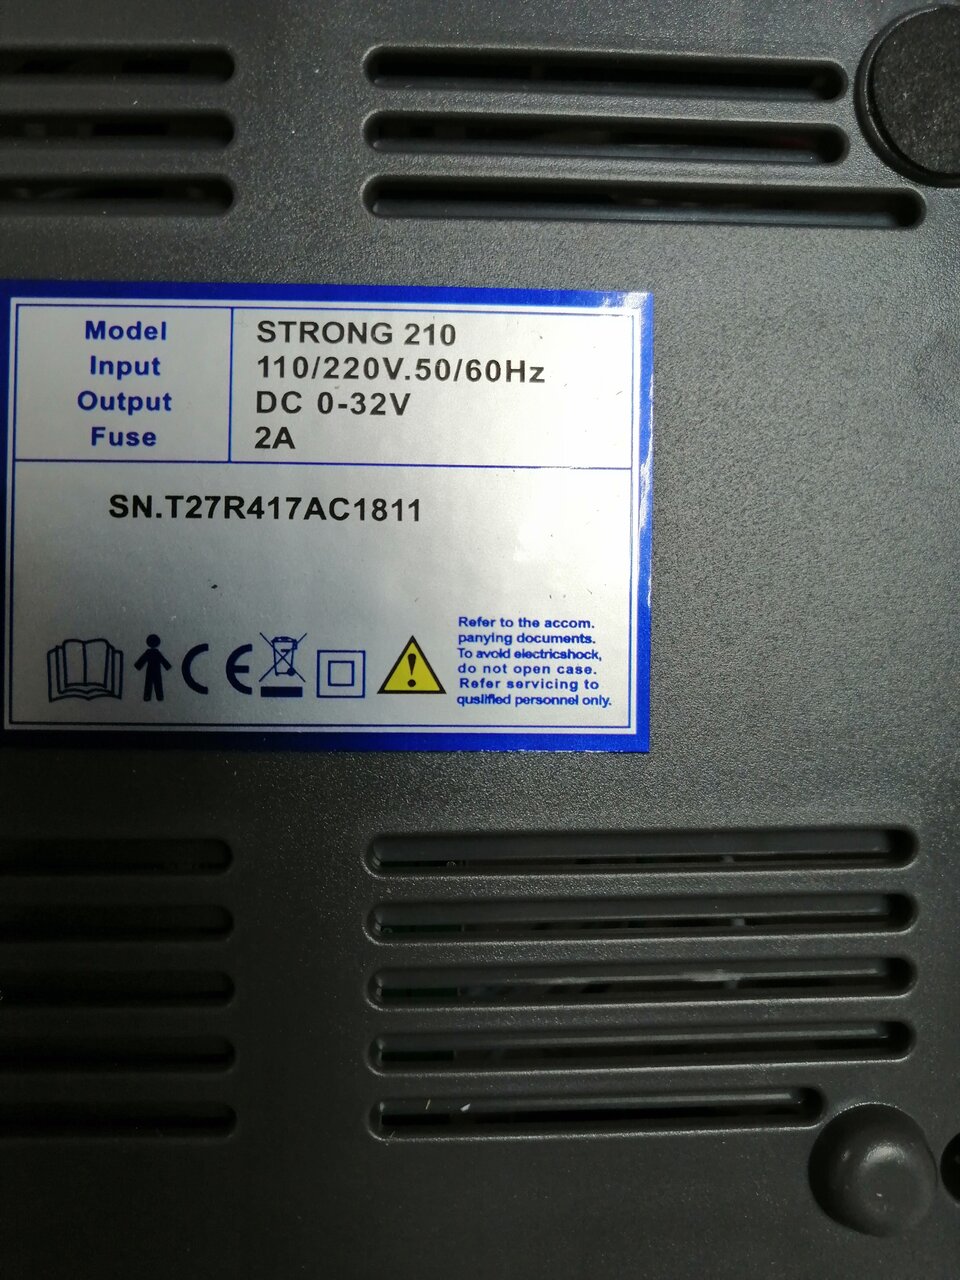 Model STRONG 210
Input 110/220V.50/60Hz
Output DC 0-32V
Fuse 2A
SN.T27R417AC1811
CE
Refer to the accom.
panying documents.
To avoid electricshock,
do not open case.
Refer servicing to
quslified personnel only.